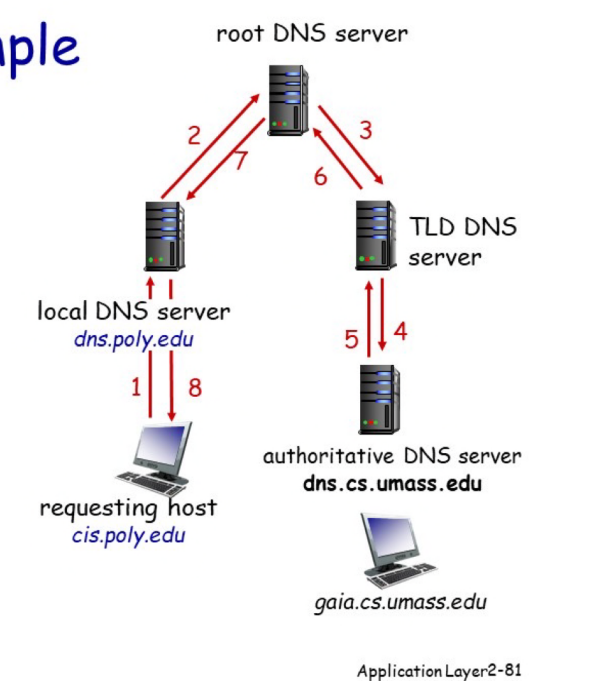 root DNS server
2
3
7
6
TLD DNS
server
local DNS server
dns.poly.edu
5
4
1
8
authoritative DNS server
dns.cs.umass.edu
requesting host
cis.poly.edu
gaia.cs.umass.edu
Application Layer2-81